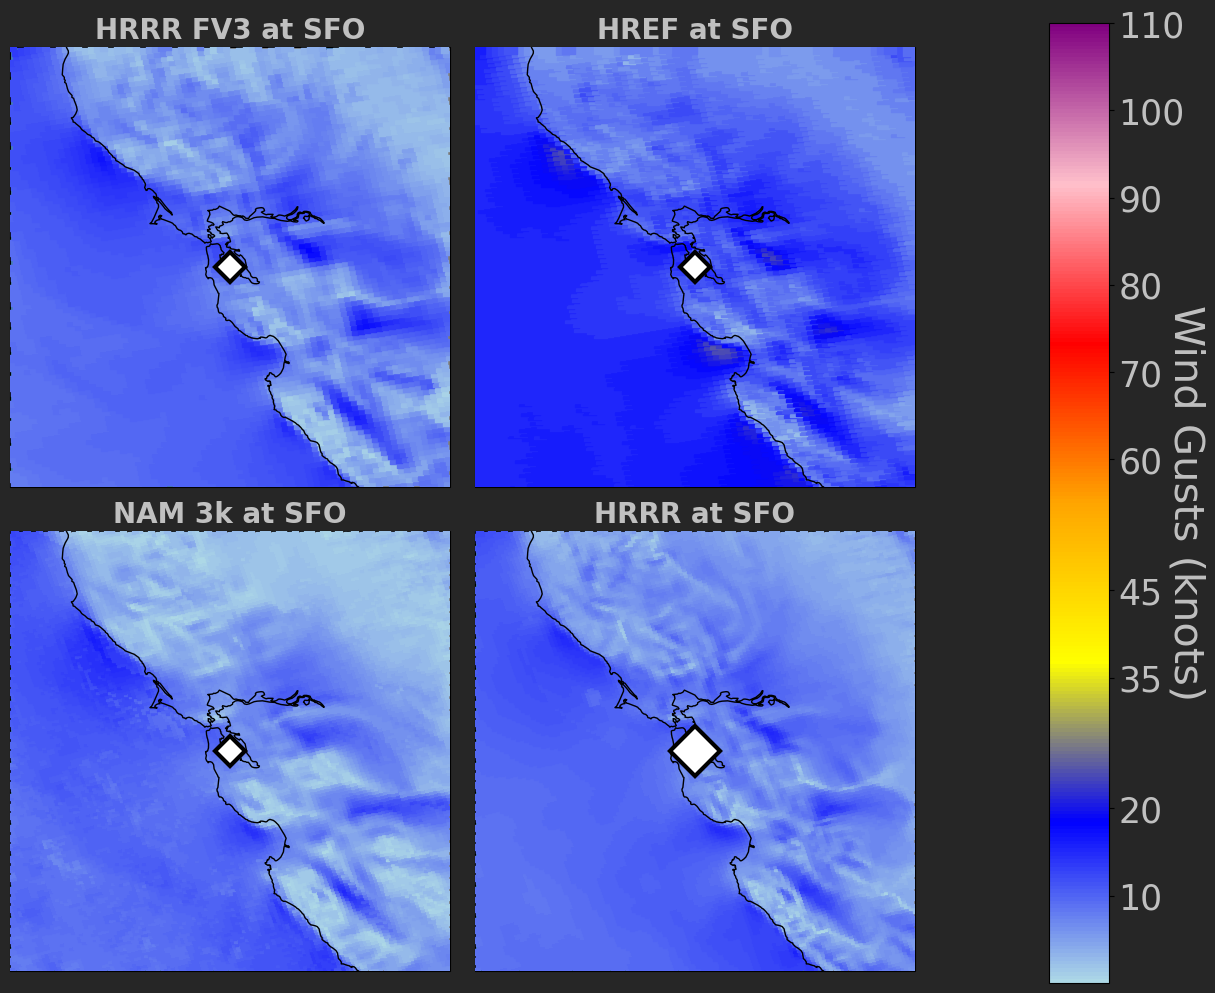 HRRR FV3 at SFO
HREF at SFO
NAM 3k at SFO
HRRR at SFO
110
100
90
80
70
60
45
35
20
10
Wind Gusts (knots)